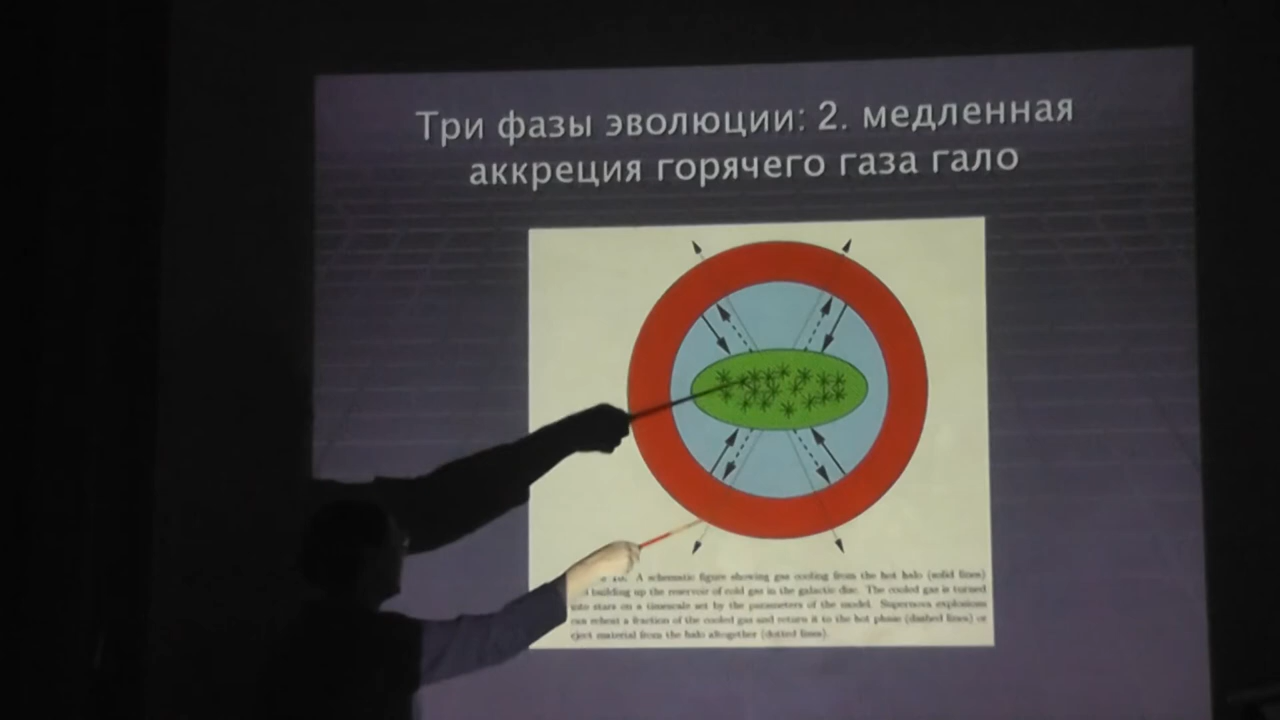 Три фазы эволюции: 2. медленная
аккреция горячего газа гало
A schematic figure showing gas cooling from the hot halo (solid lines)
building up the reservoir of cold gas in the galactic disc. The cooled gas is turned
into stars on a timescale set by the parameters of the model. Supernova explosions
can reheat a fraction of the cooled gas and return it to the hot phase (dashed lines) or
eject material from the halo altogether (dotted lines).